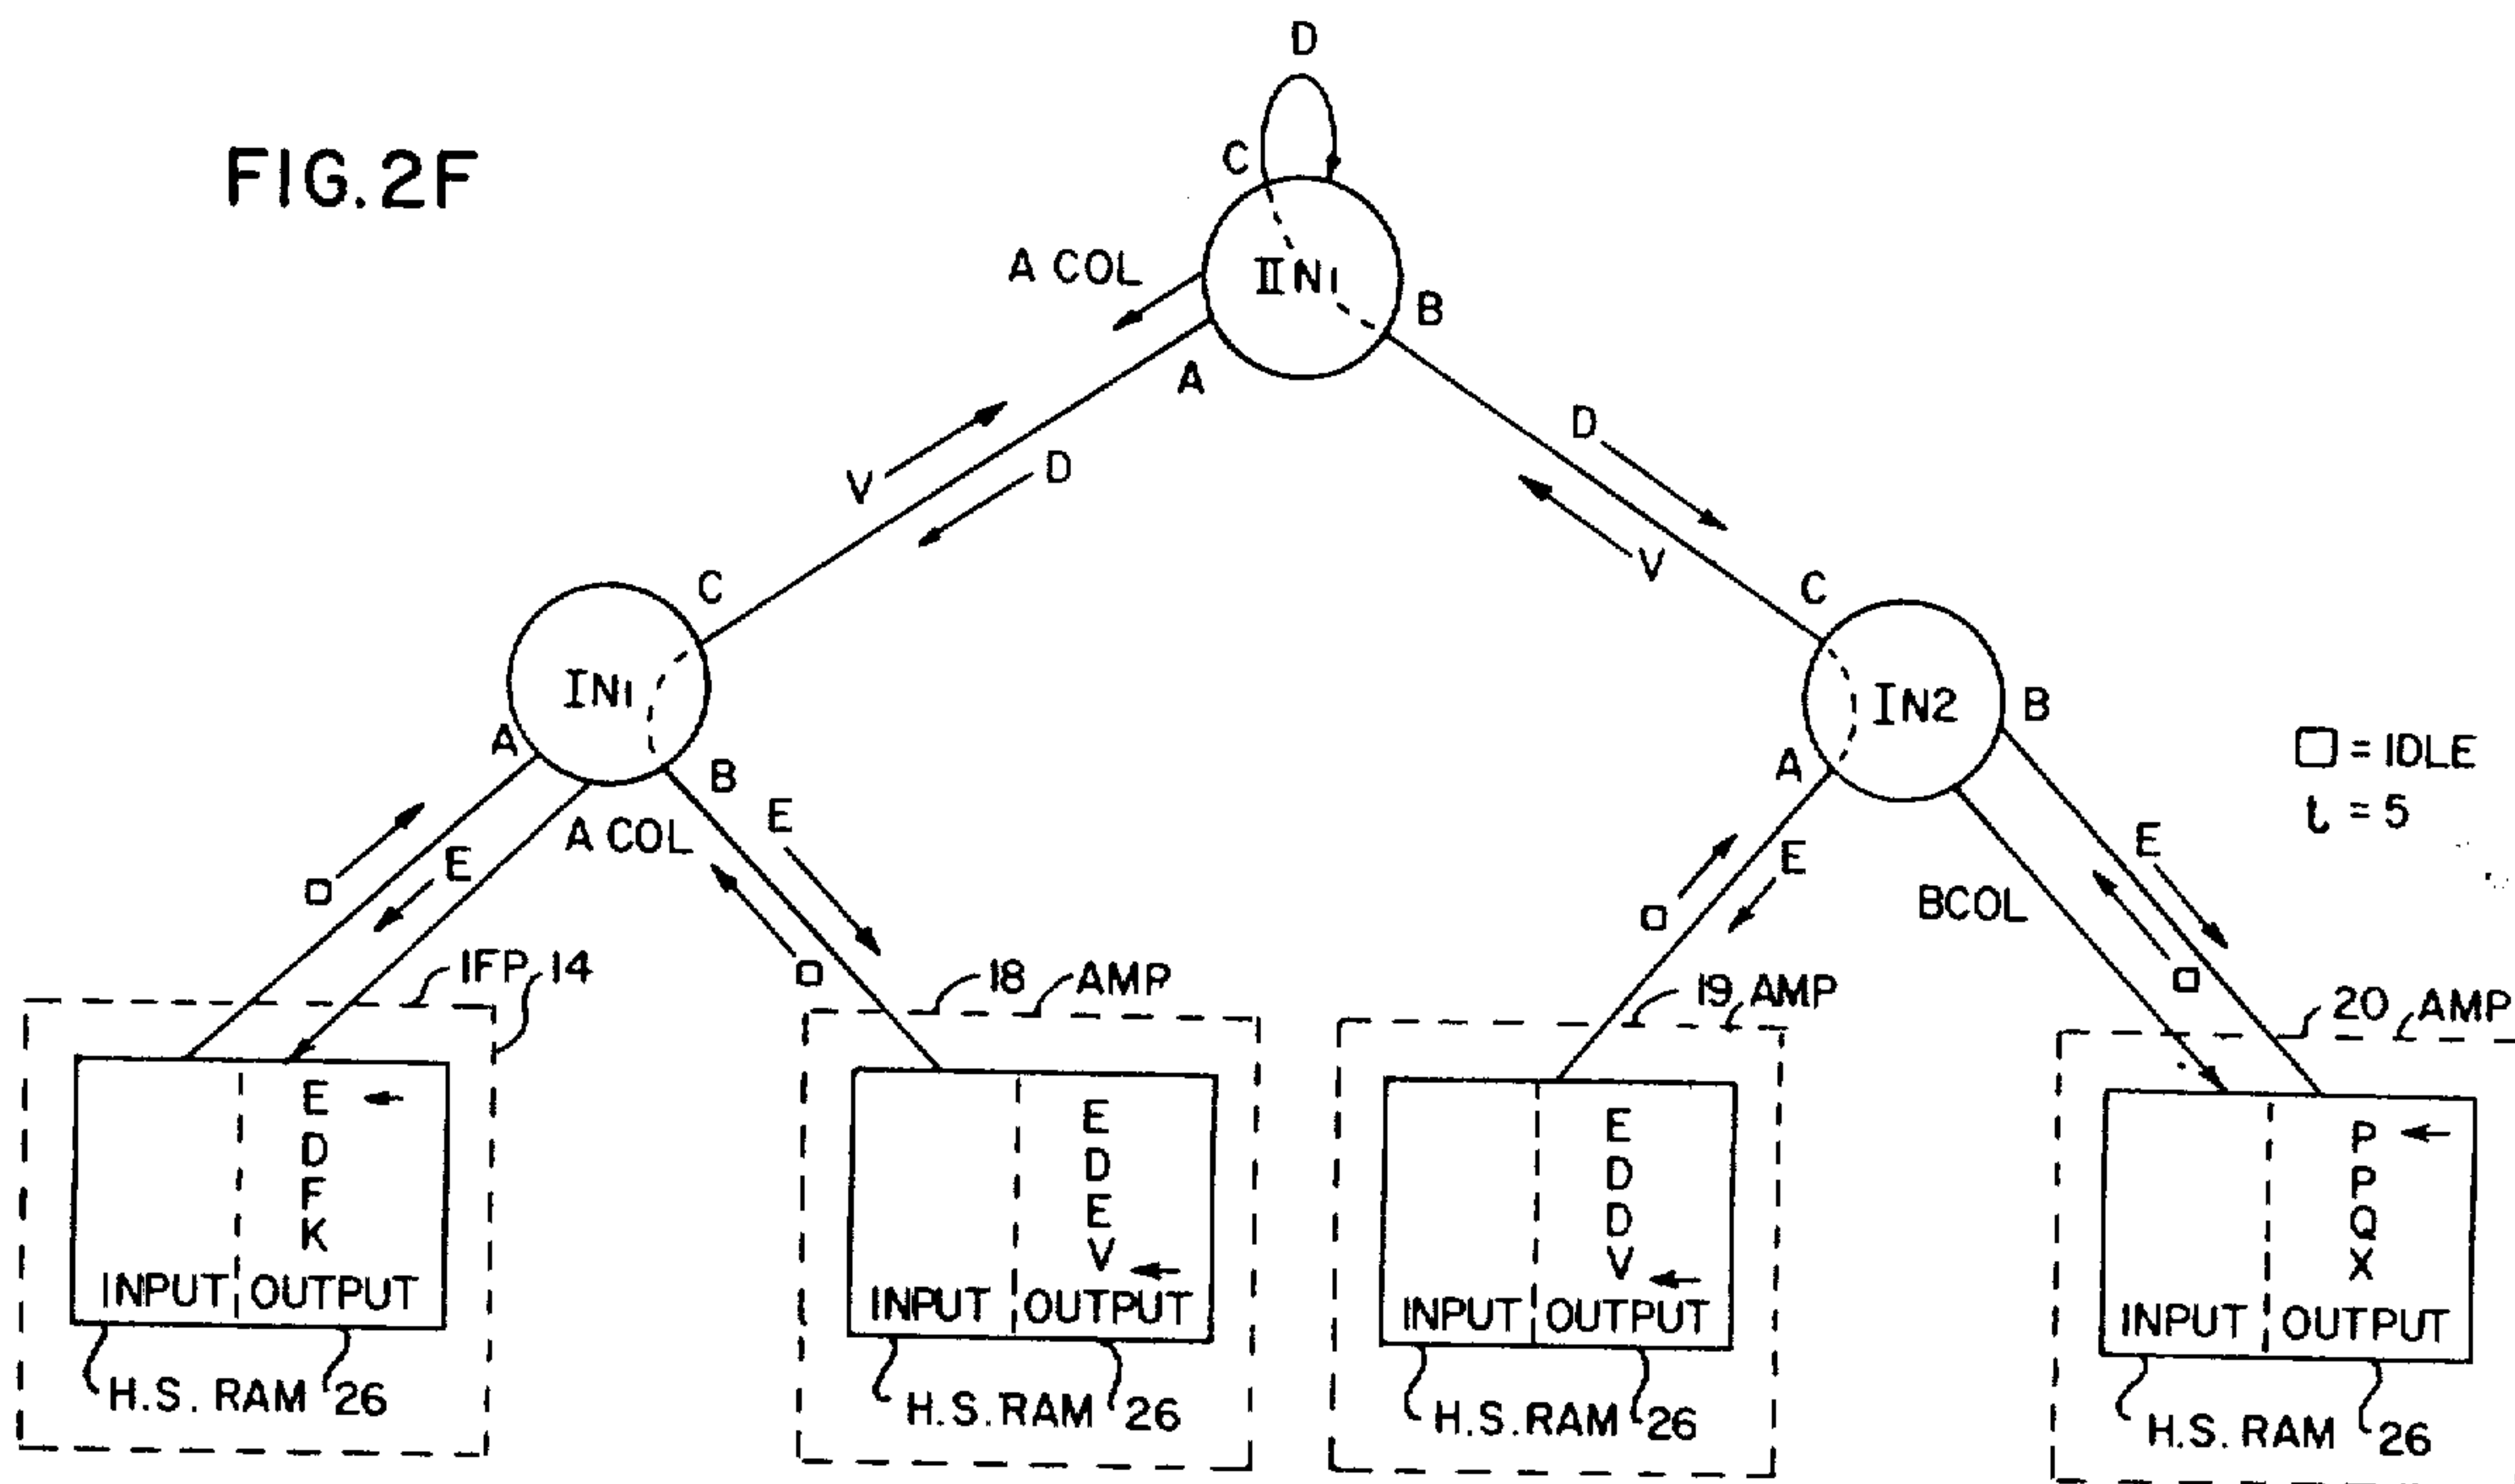 FIG.2F
D
C
A COL
IIN1
B
A
V
D
D
V
C
C
IN1
IN2
A
B
A
B
□ = IDLE
t = 5
A COL
E
□
E
□
E
□
BCOL
E
□
IFP 14
18 AMP
19 AMP
20 AMP
E
D
F
K
INPUT OUTPUT
H.S. RAM 26
E
D
E
V
INPUT OUTPUT
H.S. RAM 26
E
D
D
V
INPUT OUTPUT
H.S. RAM 26
P
P
Q
X
INPUT OUTPUT
H.S. RAM 26